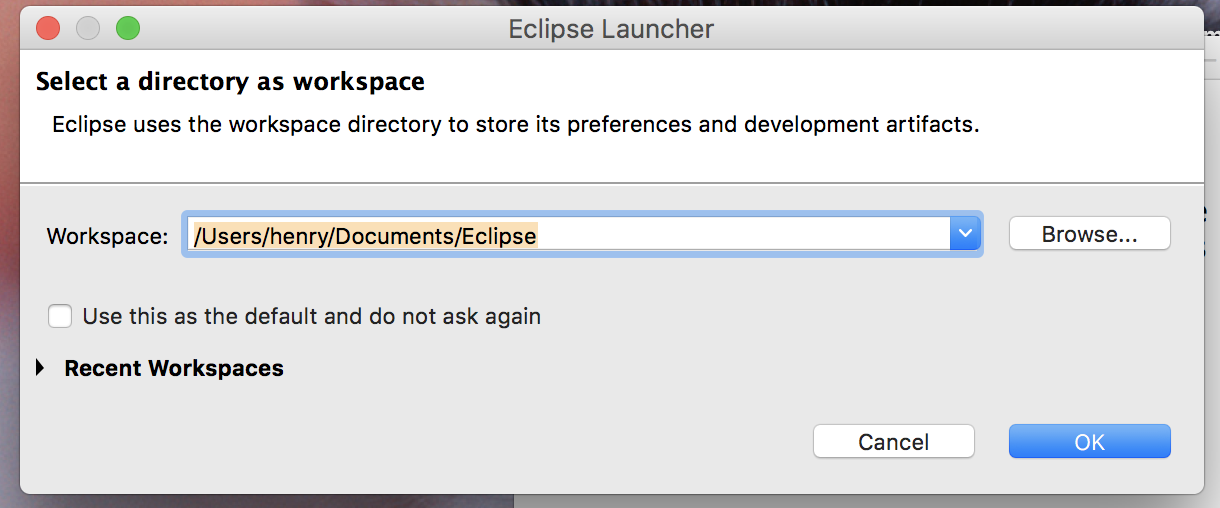 Eclipse Launcher
Select a directory as workspace
Eclipse uses the workspace directory to store its preferences and development artifacts.
Workspace: /Users/henry/Documents/Eclipse Browse...
Use this as the default and do not ask again
Recent Workspaces
Cancel OK